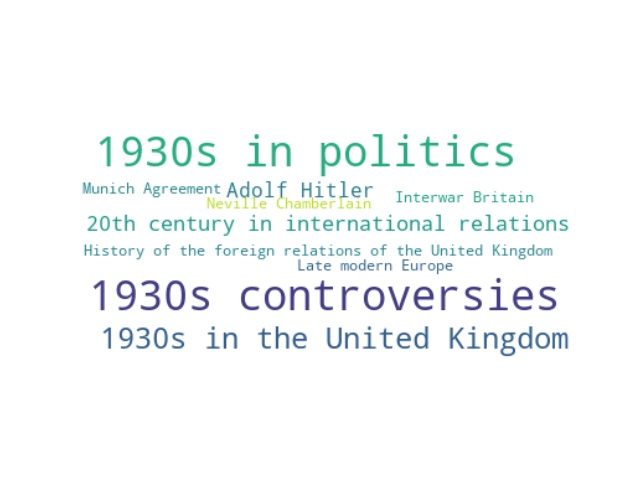 1930s in politics
Munich Agreement
Adolf Hitler
Interwar Britain
Neville Chamberlain
20th century in international relations
History of the foreign relations of the United Kingdom
Late modern Europe
1930s controversies
1930s in the United Kingdom